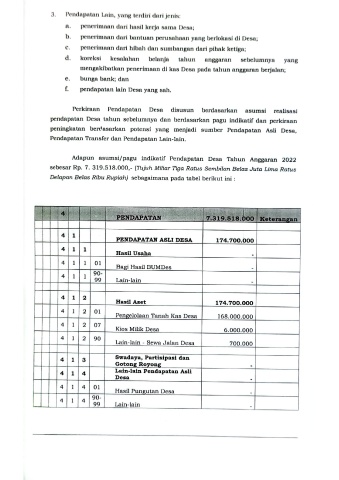 3. Pendapatan Lain, yang terdiri dari jenis:
a. penerimaan dari hasil kerja sama Desa;
b. penerimaan dari bantuan perusahaan yang berlokasi di Desa;
c. penerimaan dari hibah dan sumbangan dari pihak ketiga;
d. koreksi kesalahan belanja tahun anggaran sebelumnya yang
mengakibatkan penerimaan di kas Desa pada tahun anggaran berjalan;
e. bunga bank; dan
f. pendapatan lain Desa yang sah.
Perkiraan Pendapatan Desa disusun berdasarkan asumsi realisasi
pendapatan Desa tahun sebelumnya dan berdasarkan pagu indikatif dan perkiraan
peningkatan berdasarkan potensi yang menjadi sumber Pendapatan Asli Desa,
Pendapatan Transfer dan Pendapatan Lain-lain.
Adapun asumsi/pagu indikatif Pendapatan Desa Tahun Anggaran 2022
sebesar Rp. 7. 319.518.000,- (Tujuh Miliar Tiga Ratus Sembilan Belas Juta Lima Ratus
Delapan Belas Ribu Rupiah) sebagaimana pada tabel berikut ini :
4 PENDAPATAN 7.319.518.000 Keterangan
4 1 PENDAPATAN ASLI DESA 174.700.000
4 1 1 Hasil Usaha -
4 1 1 01 Bagi Hasil BUMDes -
4 1 1 90-99 Lain-lain -
4 1 2 Hasil Aset 174.700.000
4 1 2 01 Pengelolaan Tanah Kas Desa 168.000.000
4 1 2 07 Kios Milik Desa 6.000.000
4 1 2 90 Lain-lain - Sewa Jalan Desa 700.000
4 1 3 Swadaya, Partisipasi dan
Gotong Royong -
4 1 4 Lain-lain Pendapatan Asli
Desa -
4 1 4 01 Hasil Pungutan Desa -
4 1 4 90-99 Lain-lain -